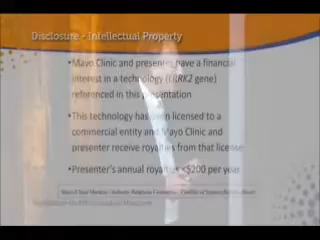 Disclosure - Intellectual Property
•Mayo Clinic and presenter have a financial
interest in a technology (LRRK2 gene)
referenced in this presentation
•This technology has been licensed to a
commercial entity and Mayo Clinic and
presenter receive royalties from that license
•Presenter's annual royalties <$200 per year